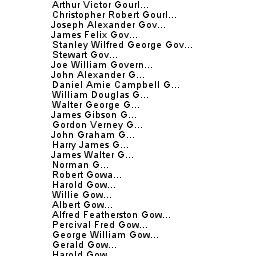 Arthur Victor Gourl...
Christopher Robert Gourl...
Joseph Alexander Gov...
James Felix Gov...
Stanley Wilfred George Gov...
Stewart Gov...
Joe William Govern...
John Alexander G...
Daniel Amie Campbell G...
William Douglas G...
Walter George G...
James Gibson G...
Gordon Verney G...
John Graham G...
Harry James G...
James Walter G...
Norman G...
Robert Gowa...
Harold Gow...
Willie Gow...
Albert Gow...
Alfred Featherston Gow...
Percival Fred Gow...
George William Gow...
Gerald Gow...
Harold Gow...